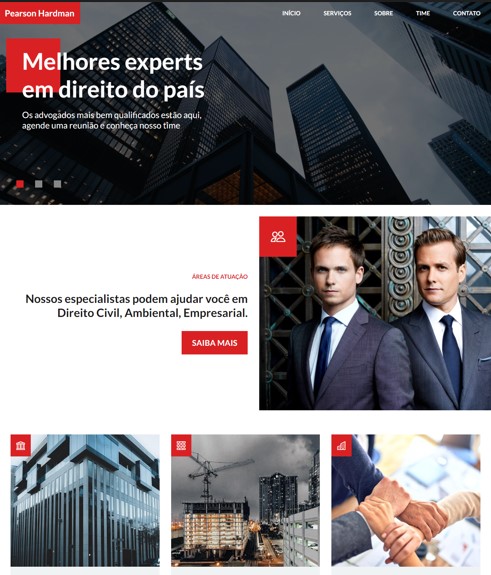 Pearson Hardman
INÍCIO SERVIÇOS SOBRE TIME CONTATO
Melhores experts
em direito do país
Os advogados mais bem qualificados estão aqui,
agende uma reunião e conheça nosso time
ÁREAS DE ATUAÇÃO
Nossos especialistas podem ajudar você em
Direito Civil, Ambiental, Empresarial.
SAIBA MAIS